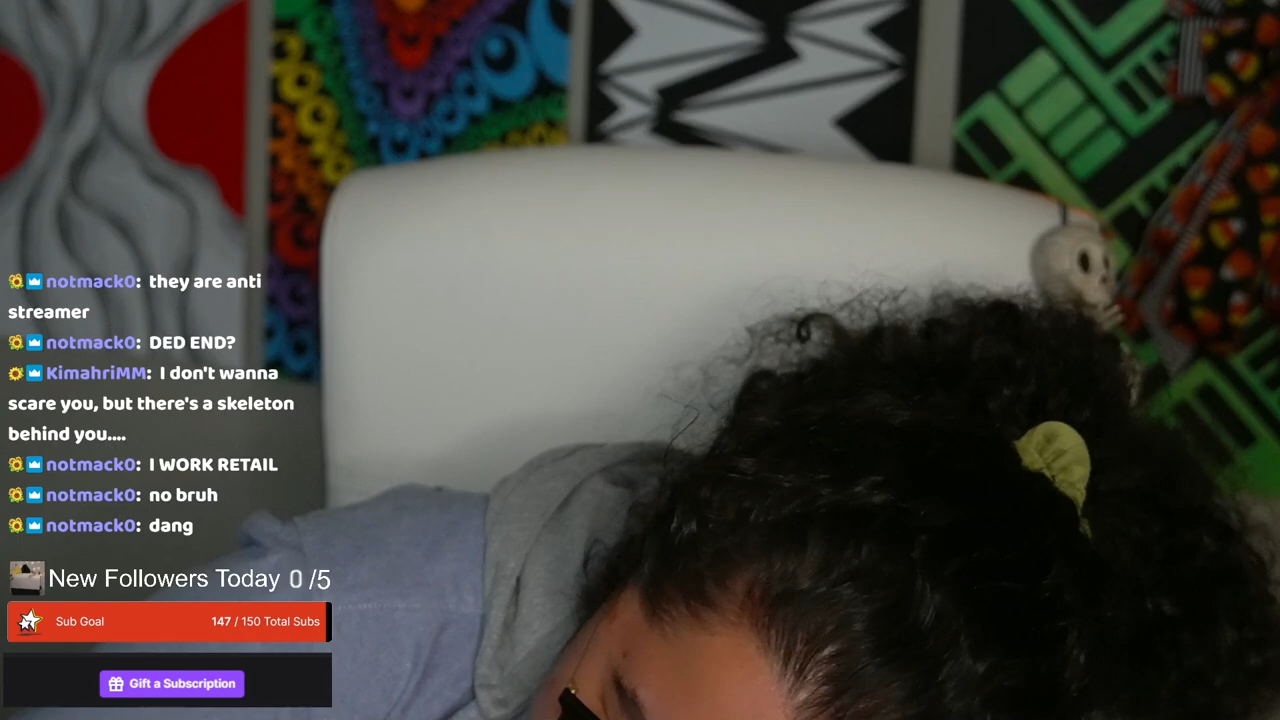 notmack0: they are anti
streamer
notmack0: DED END?
KimahriMM: I don't wanna
scare you, but there's a skeleton
behind you....
notmack0: I WORK RETAIL
notmack0: no bruh
notmack0: dang
New Followers Today 0 /5
Sub Goal 147 / 150 Total Subs
Gift a Subscription